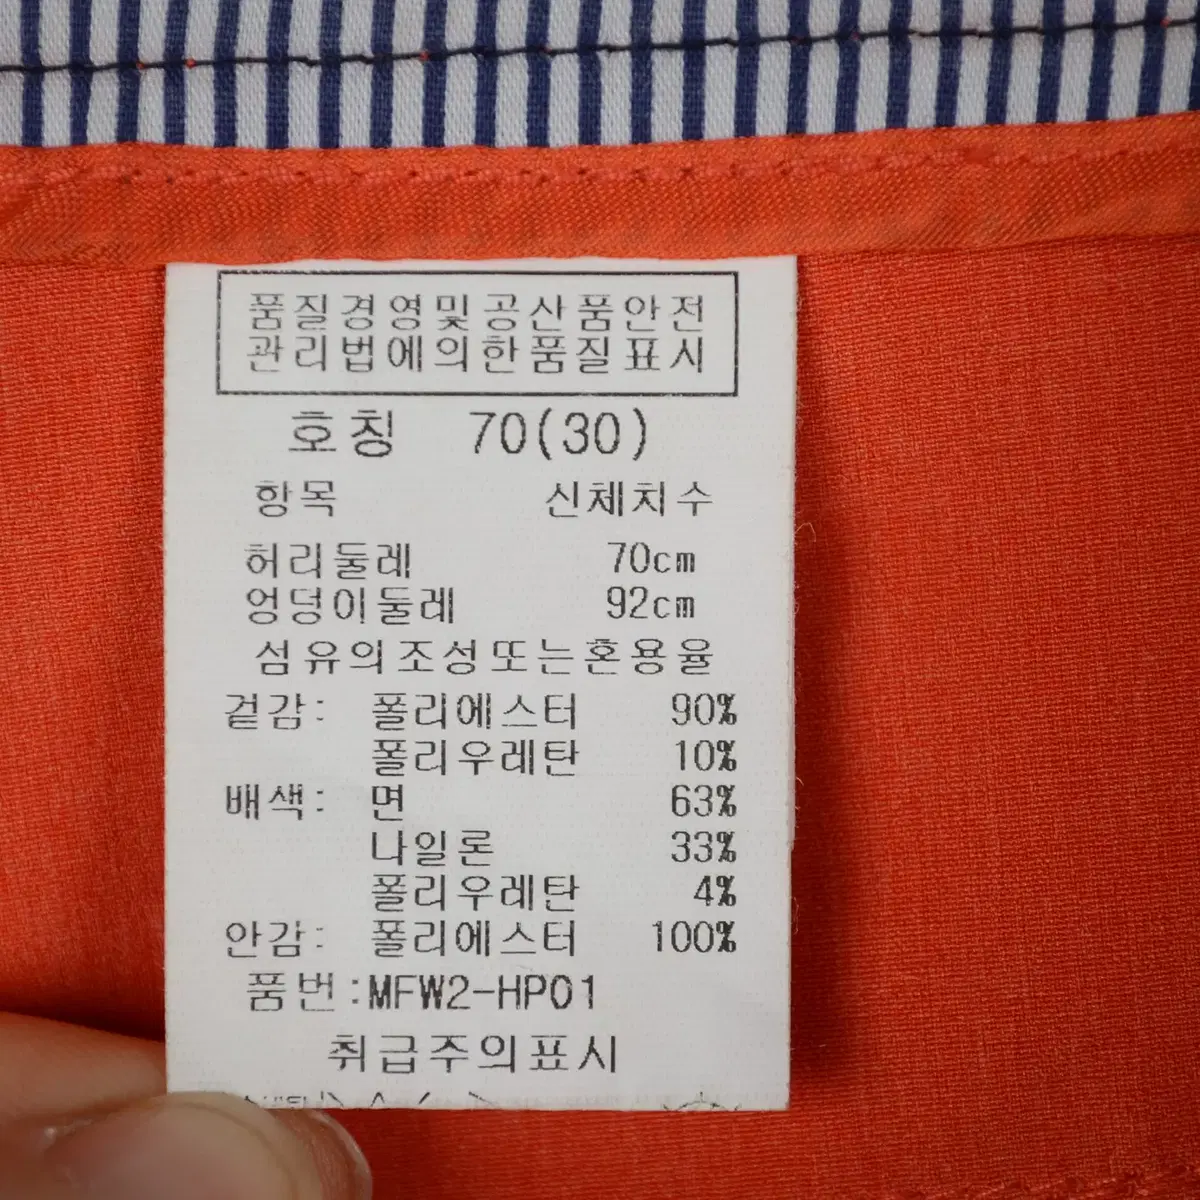 품질경영및공산품안전
관리법에의한품질표시
호칭 70(30)
항목 신체치수
허리둘레 70cm
엉덩이둘레 92cm
섬유의조성또는혼용율
겉감: 폴리에스터 90%
폴리우레탄 10%
배색: 면 63%
나일론 33%
폴리우레탄 4%
안감: 폴리에스터 100%
품번:MFW2-HP01
취급주의표시